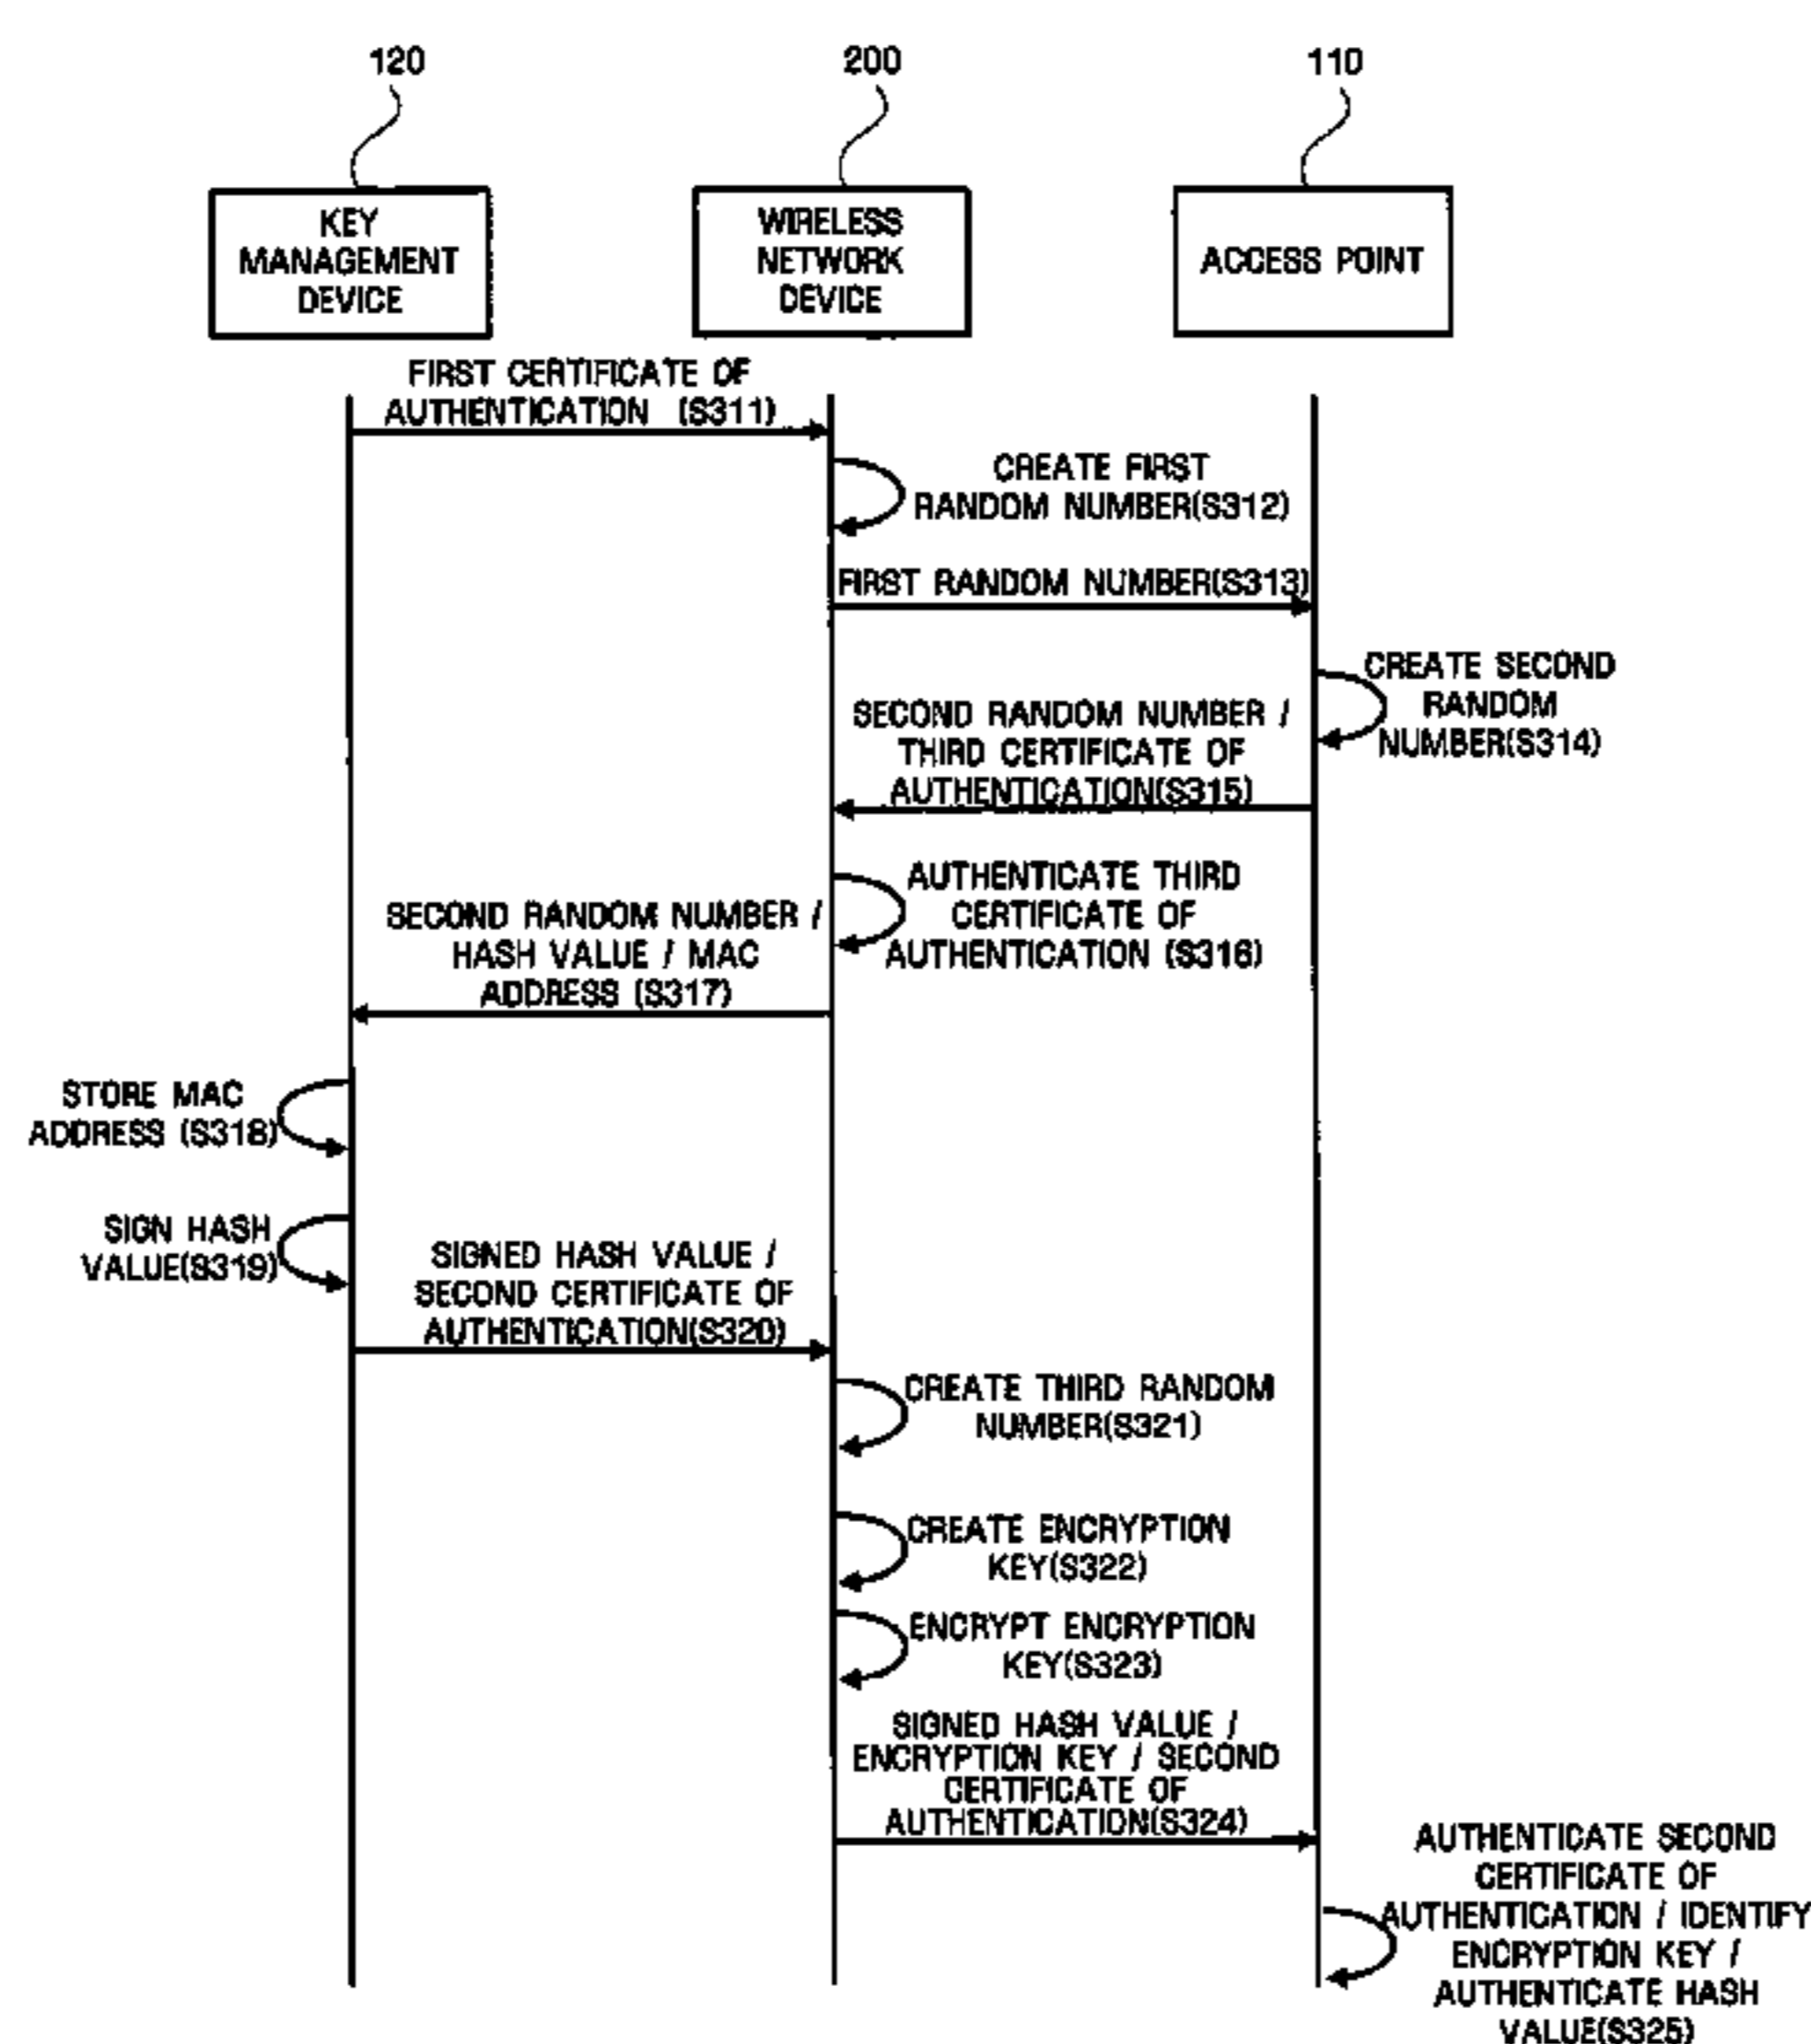 120
200
110
KEY
MANAGEMENT
DEVICE
WIRELESS
NETWORK
DEVICE
ACCESS POINT
FIRST CERTIFICATE OF
AUTHENTICATION (S311)
CREATE FIRST
RANDOM NUMBER(S312)
FIRST RANDOM NUMBER(S313)
CREATE SECOND
RANDOM
NUMBER(S314)
SECOND RANDOM NUMBER /
THIRD CERTIFICATE OF
AUTHENTICATION(S315)
AUTHENTICATE THIRD
CERTIFICATE OF
AUTHENTICATION (S316)
SECOND RANDOM NUMBER /
HASH VALUE / MAC
ADDRESS (S317)
STORE MAC
ADDRESS (S318)
SIGN HASH
VALUE(S319)
SIGNED HASH VALUE /
SECOND CERTIFICATE OF
AUTHENTICATION(S320)
CREATE THIRD RANDOM
NUMBER(S321)
CREATE ENCRYPTION
KEY(S322)
ENCRYPT ENCRYPTION
KEY(S323)
SIGNED HASH VALUE /
ENCRYPTION KEY / SECOND
CERTIFICATE OF
AUTHENTICATION(S324)
AUTHENTICATE SECOND
CERTIFICATE OF
AUTHENTICATION / IDENTIFY
ENCRYPTION KEY /
AUTHENTICATE HASH
VALUE(S325)